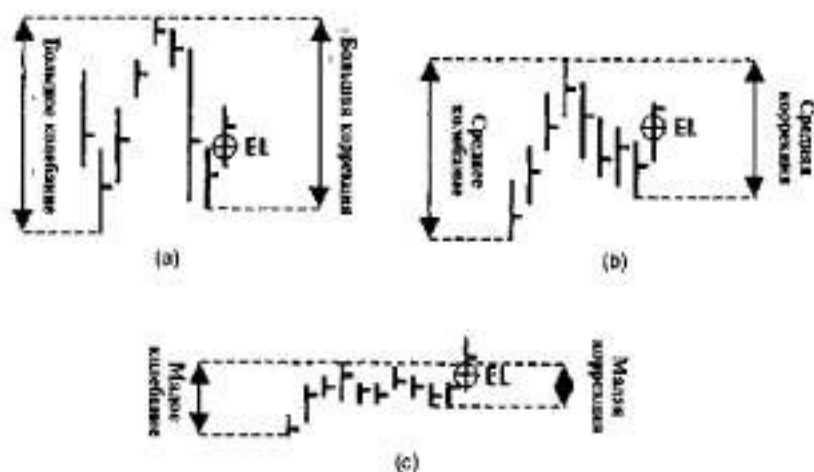 Большое колебание
Большая коррекция
EL
(a)
Среднее
колебание
Средняя
коррекция
EL
(b)
Малое
колебание
Малая
коррекция
EL
(c)